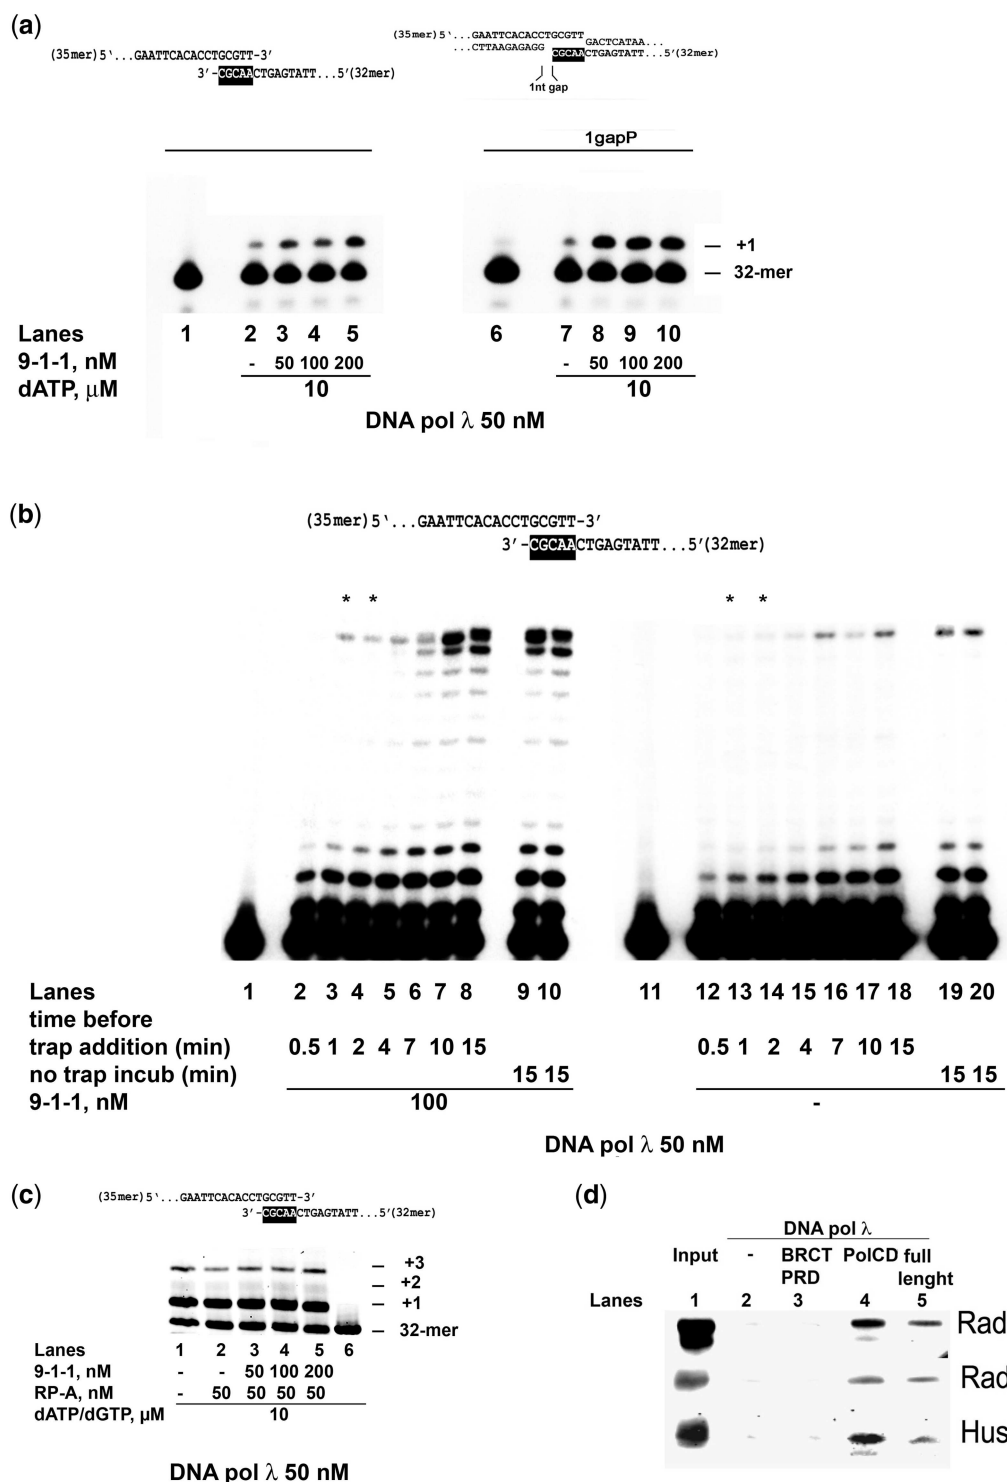 (a)
(35mer)5‵...GAATTCACACCTGCGTT-3′
3′-CGCAACTGAGTATT...5′(32mer)
(35mer)5‵...GAATTCACACCTGCGTT
GACTCATAA...
...CTTAAGAGAGG
CGCAACTGAGTATT...5′(32mer)
1nt gap
1gapP
+1
32-mer
Lanes 1 2 3 4 5 6 7 8 9 10
9-1-1, nM - 50 100 200 - 50 100 200
dATP, μM 10 10
DNA pol λ 50 nM
(b)
(35mer)5‵...GAATTCACACCTGCGTT-3′
3′-CGCAACTGAGTATT...5′(32mer)
* * * *
Lanes 1 2 3 4 5 6 7 8 9 10 11 12 13 14 15 16 17 18 19 20
time before
trap addition (min) 0.5 1 2 4 7 10 15 0.5 1 2 4 7 10 15
no trap incub (min) 15 15 15 15
9-1-1, nM 100 -
DNA pol λ 50 nM
(c)
(35mer)5‵...GAATTCACACCTGCGTT-3′
3′-CGCAACTGAGTATT...5′(32mer)
+3
+2
+1
32-mer
Lanes 1 2 3 4 5 6
9-1-1, nM - - 50 100 200
RP-A, nM - 50 50 50 50
dATP/dGTP, μM 10
DNA pol λ 50 nM
(d)
DNA pol λ
Input - BRCT PolCD full
PRD lenght
Lanes 1 2 3 4 5
Rad
Rad
Hus